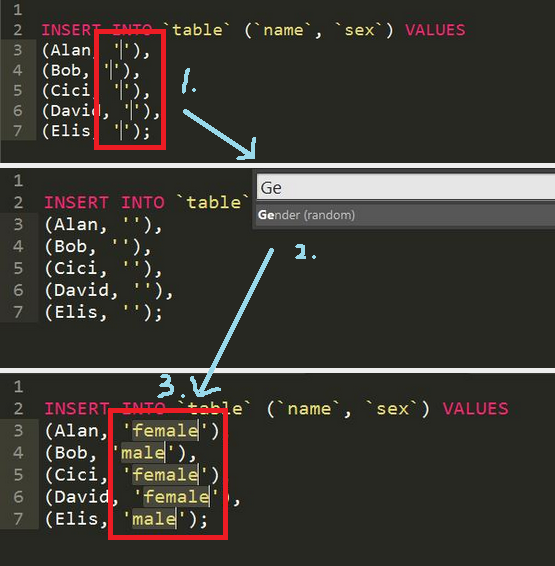 1
2 INSERT INTO `table` (`name`, `sex`) VALUES
3 (Alan, ''),
4 (Bob, ''),
5 (Cici, ''),
6 (David, ''),
7 (Elis, '');
1.
1
Ge
2 INSERT INTO `table`
Gender (random)
3 (Alan, ''),
4 (Bob, ''),
5 (Cici, ''),
6 (David, ''),
7 (Elis, '');
2.
3.
1
2 INSERT INTO `table` (`name`, `sex`) VALUES
3 (Alan, 'female'),
4 (Bob, 'male'),
5 (Cici, 'female'),
6 (David, 'female'),
7 (Elis, 'male');